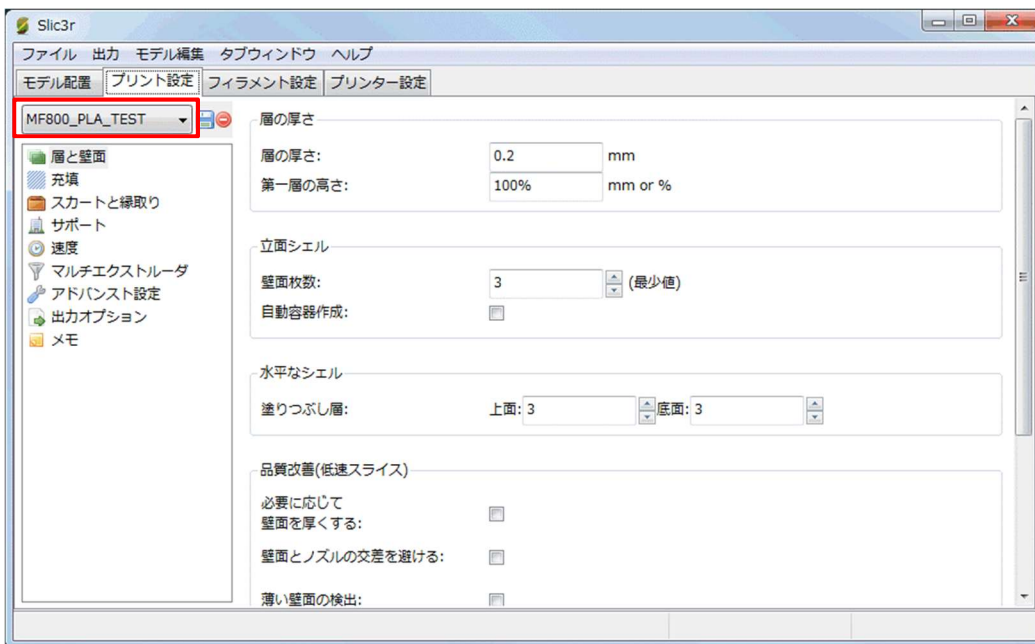 Slic3r
ファイル 出力 モデル編集 タブウィンドウ ヘルプ
モデル配置 プリント設定 フィラメント設定 プリンター設定
MF800_PLA_TEST
層と壁面
充填
スカートと縁取り
サポート
速度
マルチエクストルーダ
アドバンスト設定
出力オプション
メモ
層の厚さ
層の厚さ: 0.2 mm
第一層の高さ: 100% mm or %
立面シェル
壁面枚数: 3 (最少値)
自動容器作成:
水平なシェル
塗りつぶし層: 上面: 3 底面: 3
品質改善(低速スライス)
必要に応じて
壁面を厚くする:
壁面とノズルの交差を避ける:
薄い壁面の検出: